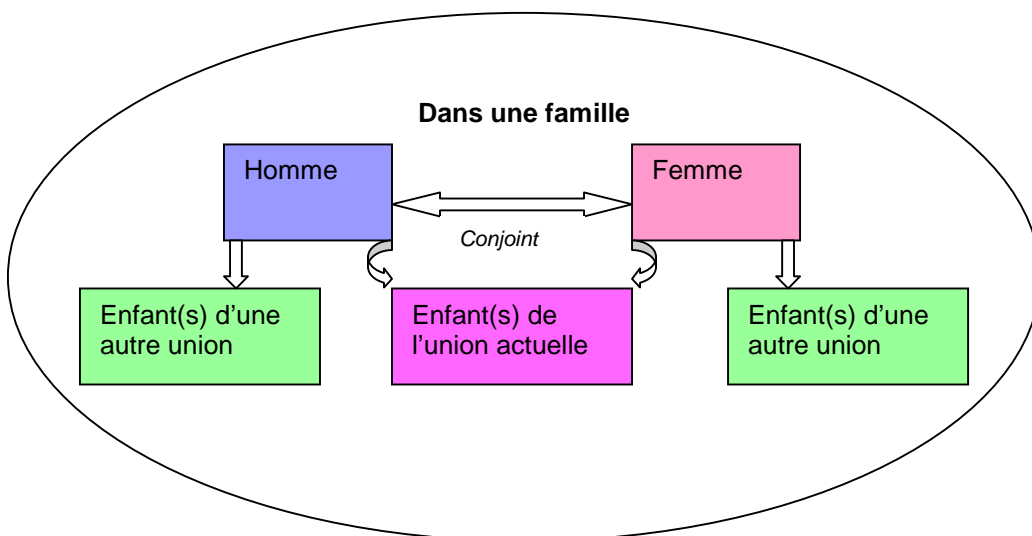 Dans une famille
Homme
Femme
Conjoint
Enfant(s) d'une
autre union
Enfant(s) de
l'union actuelle
Enfant(s) d'une
autre union